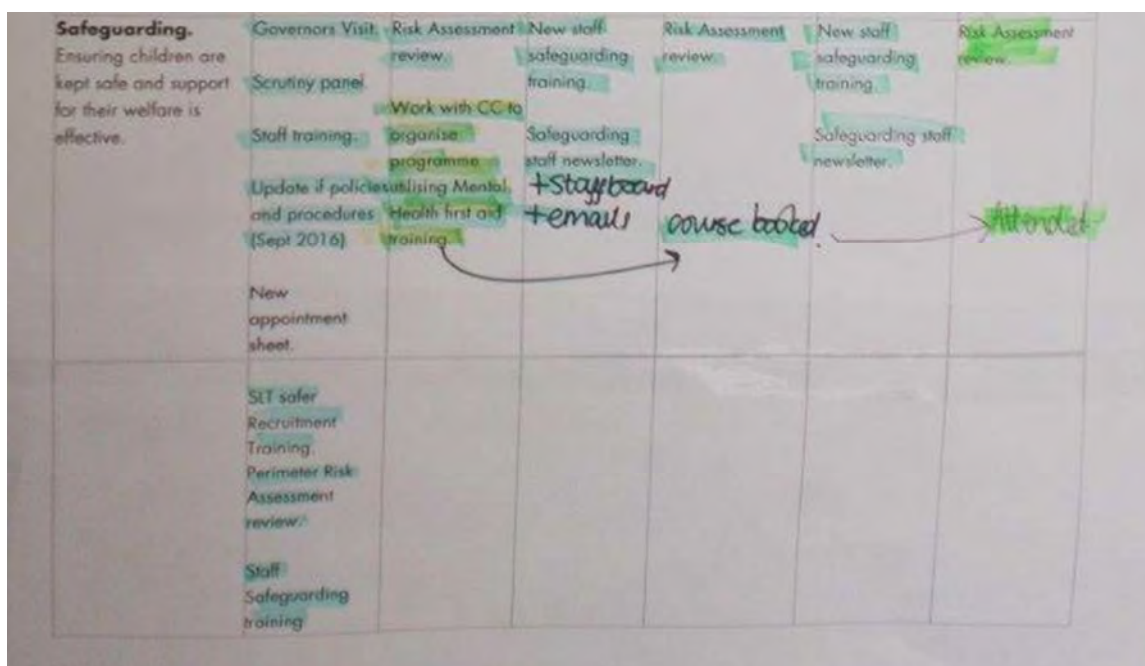 Safeguarding.
Ensuring children are
kept safe and support
for their welfare is
effective.
Governors Visit.
Scrutiny panel.
Staff training.
Update if policies
and procedures
(Sept 2016)
New
appointment
sheet.
Risk Assessment
review.
Work with CC to
organise
programme
utilising Mental
Health first aid
training.
New staff
safeguarding
training.
Safeguarding
staff newsletter.
+Staffboard
+emails
Risk Assessment
review.
course booked.
New staff
safeguarding
training.
Safeguarding staff
newsletter.
Risk Assessment
review.
Attended
SLT safer
Recruitment
Training.
Perimeter Risk
Assessment
review.
Staff
Safeguarding
training